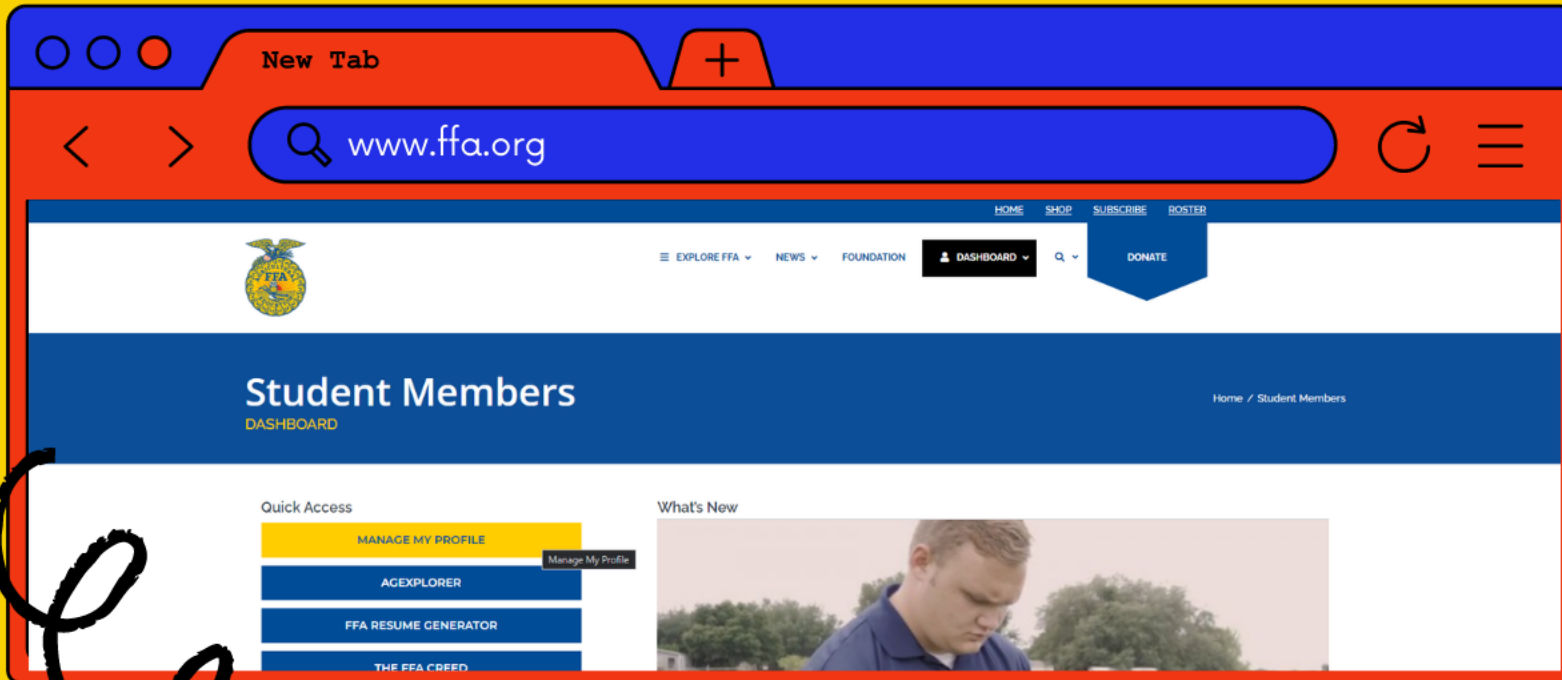 New Tab
www.ffa.org
HOME SHOP SUBSCRIBE ROSTER
FFA
EXPLORE FFA NEWS FOUNDATION DASHBOARD DONATE
Student Members
DASHBOARD
Home / Student Members
Quick Access
What's New
MANAGE MY PROFILE
Manage My Profile
AGEXPLORER
FFA RESUME GENERATOR
THE FFA CREED